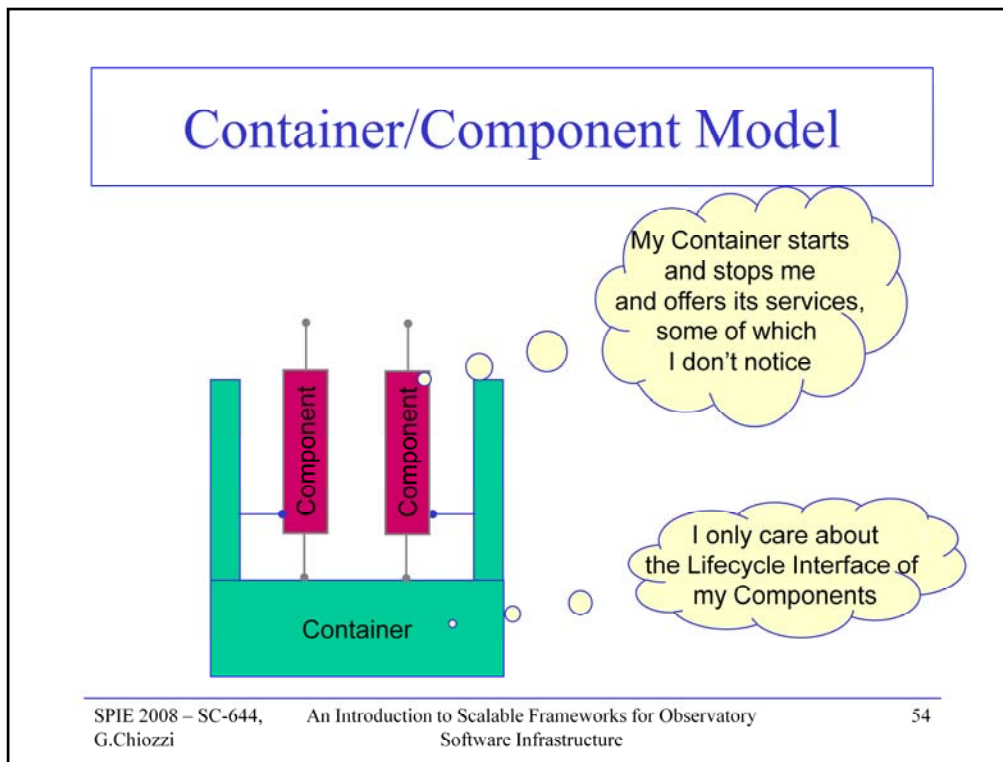 Container/Component Model
My Container starts
and stops me
and offers its services,
some of which
I don't notice
Component
Component
I only care about
the Lifecycle Interface of
my Components
Container
SPIE 2008 – SC-644,
G.Chiozzi
An Introduction to Scalable Frameworks for Observatory
Software Infrastructure
54